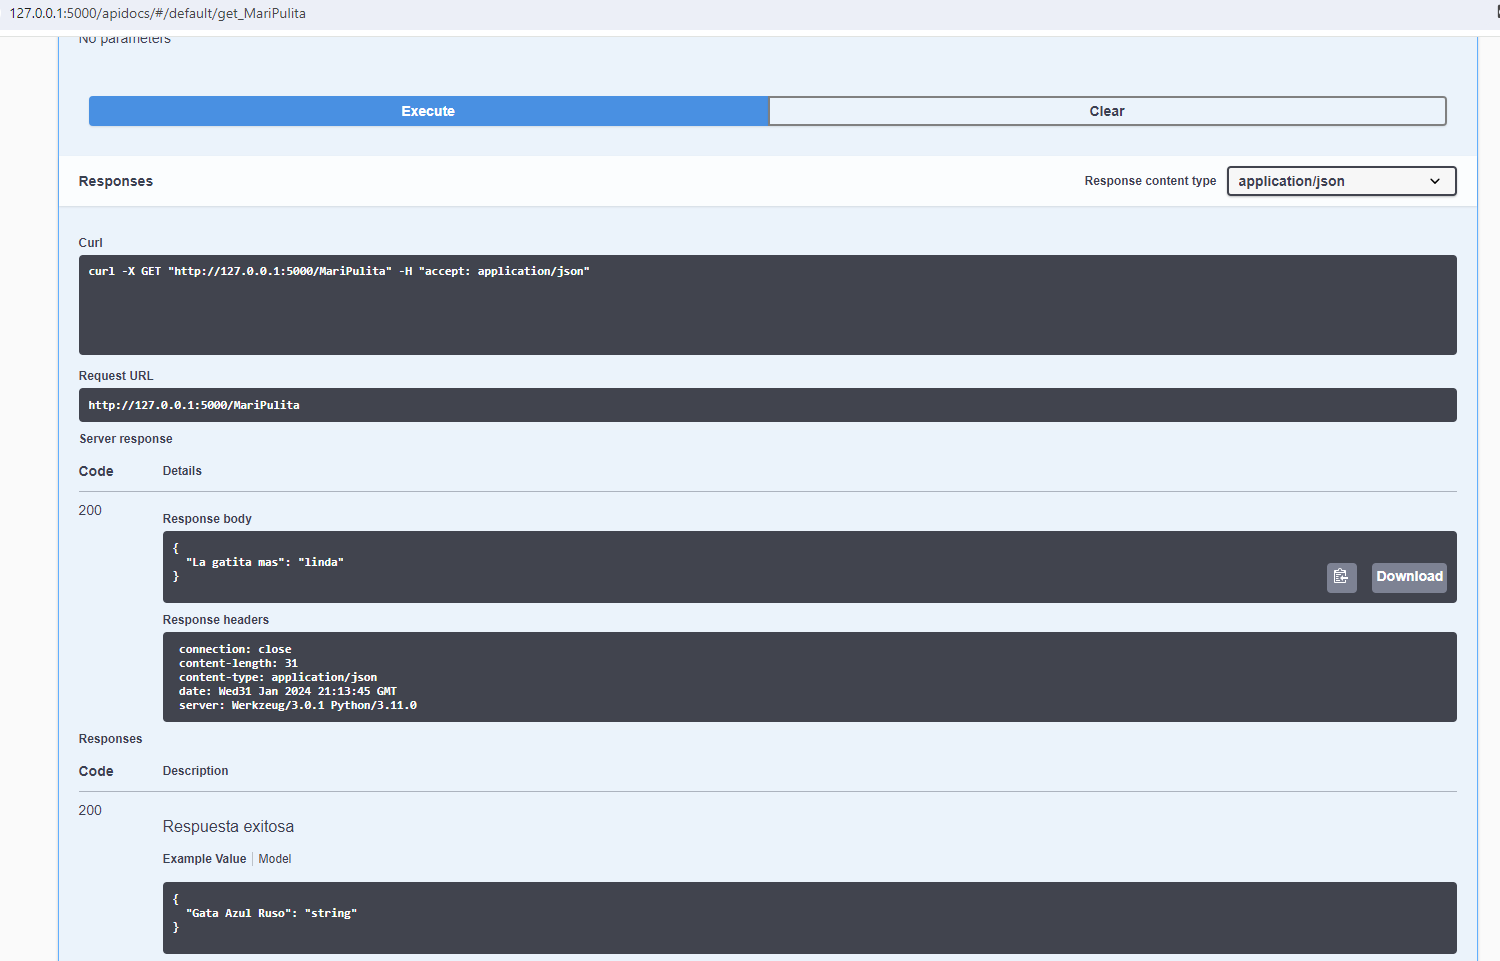 127.0.0.1:5000/apidocs/#/default/get_MariPulita
No parameters
Execute
Clear
Responses
Response content type
application/json
Curl
curl -X GET "http://127.0.0.1:5000/MariPulita" -H "accept: application/json"
Request URL
http://127.0.0.1:5000/MariPulita
Server response
Code Details
200
Response body
{
"La gatita mas": "linda"
}
Download
Response headers
connection: close
content-length: 31
content-type: application/json
date: Wed31 Jan 2024 21:13:45 GMT
server: Werkzeug/3.0.1 Python/3.11.0
Responses
Code Description
200
Respuesta exitosa
Example Value Model
{
"Gata Azul Ruso": "string"
}